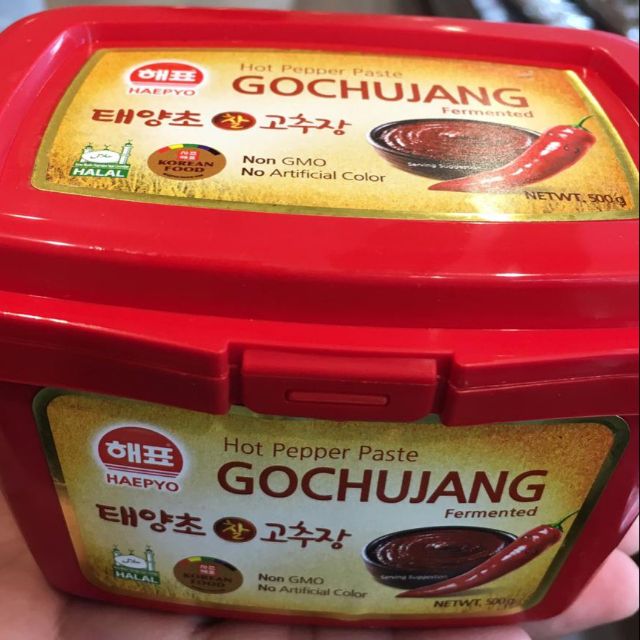 해표
HAEPYO
Hot Pepper Paste
GOCHUJANG
Fermented
태양초 찰 고추장
HALAL
KOREAN
FOOD
Non GMO
No Artificial Color
Serving Suggestion
NETWT. 500 g
해표
HAEPYO
Hot Pepper Paste
GOCHUJANG
Fermented
태양초 찰 고추장
HALAL
KOREAN
FOOD
Non GMO
No Artificial Color
Serving Suggestion
NETWT. 500 g